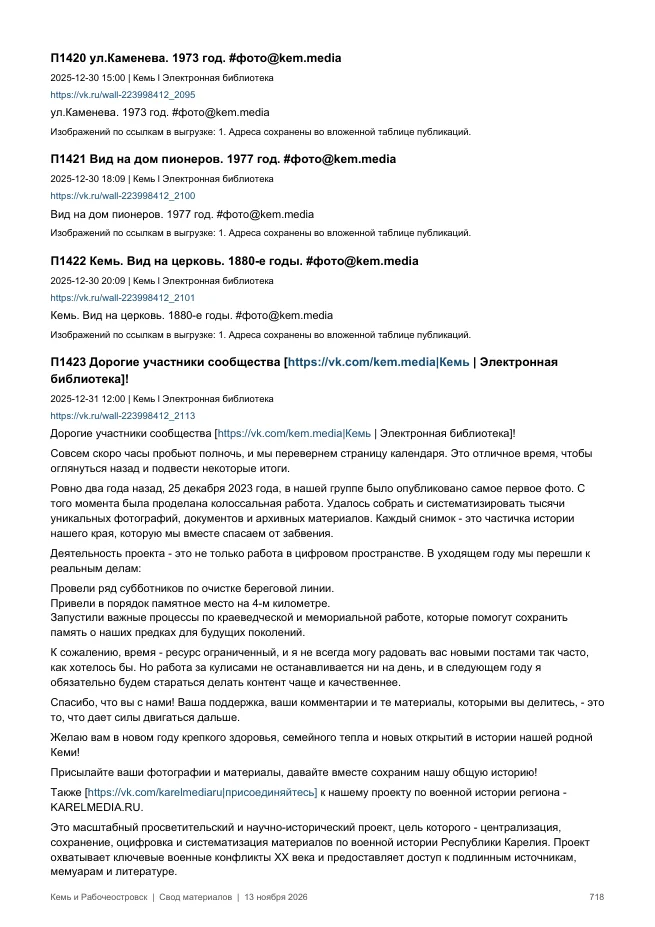 П1420 ул.Каменева. 1973 год. #фото@kem.media
2025-12-30 15:00 | Кемь I Электронная библиотека
https://vk.ru/wall-223998412_2095
ул.Каменева. 1973 год. #фото@kem.media
Изображений по ссылкам в выгрузке: 1. Адреса сохранены во вложенной таблице публикаций.
П1421 Вид на дом пионеров. 1977 год. #фото@kem.media
2025-12-30 18:09 | Кемь I Электронная библиотека
https://vk.ru/wall-223998412_2100
Вид на дом пионеров. 1977 год. #фото@kem.media
Изображений по ссылкам в выгрузке: 1. Адреса сохранены во вложенной таблице публикаций.
П1422 Кемь. Вид на церковь. 1880-е годы. #фото@kem.media
2025-12-30 20:09 | Кемь I Электронная библиотека
https://vk.ru/wall-223998412_2101
Кемь. Вид на церковь. 1880-е годы. #фото@kem.media
Изображений по ссылкам в выгрузке: 1. Адреса сохранены во вложенной таблице публикаций.
П1423 Дорогие участники сообщества [https://vk.com/kem.media|Кемь | Электронная
библиотека]!
2025-12-31 12:00 | Кемь I Электронная библиотека
https://vk.ru/wall-223998412_2113
Дорогие участники сообщества [https://vk.com/kem.media|Кемь | Электронная библиотека]!
Совсем скоро часы пробьют полночь, и мы перевернем страницу календаря. Это отличное время, чтобы
оглянуться назад и подвести некоторые итоги.
Ровно два года назад, 25 декабря 2023 года, в нашей группе было опубликовано самое первое фото. С
того момента была проделана колоссальная работа. Удалось собрать и систематизировать тысячи
уникальных фотографий, документов и архивных материалов. Каждый снимок - это частичка истории
нашего края, которую мы вместе спасаем от забвения.
Деятельность проекта - это не только работа в цифровом пространстве. В уходящем году мы перешли к
реальным делам:
Провели ряд субботников по очистке береговой линии.
Привели в порядок памятное место на 4-м километре.
Запустили важные процессы по краеведческой и мемориальной работе, которые помогут сохранить
память о наших предках для будущих поколений.
К сожалению, время - ресурс ограниченный, и я не всегда могу радовать вас новыми постами так часто,
как хотелось бы. Но работа за кулисами не останавливается ни на день, и в следующем году я
обязательно будем стараться делать контент чаще и качественнее.
Спасибо, что вы с нами! Ваша поддержка, ваши комментарии и те материалы, которыми вы делитесь, - это
то, что дает силы двигаться дальше.
Желаю вам в новом году крепкого здоровья, семейного тепла и новых открытий в истории нашей родной
Кеми!
Присылайте ваши фотографии и материалы, давайте вместе сохраним нашу общую историю!
Также [https://vk.com/karelmediaru|присоединяйтесь] к нашему проекту по военной истории региона -
KARELMEDIA.RU.
Это масштабный просветительский и научно-исторический проект, цель которого - централизация,
сохранение, оцифровка и систематизация материалов по военной истории Республики Карелия. Проект
охватывает ключевые военные конфликты XX века и предоставляет доступ к подлинным источникам,
мемуарам и литературе.
Кемь и Рабочеостровск | Свод материалов | 13 ноября 2026 718